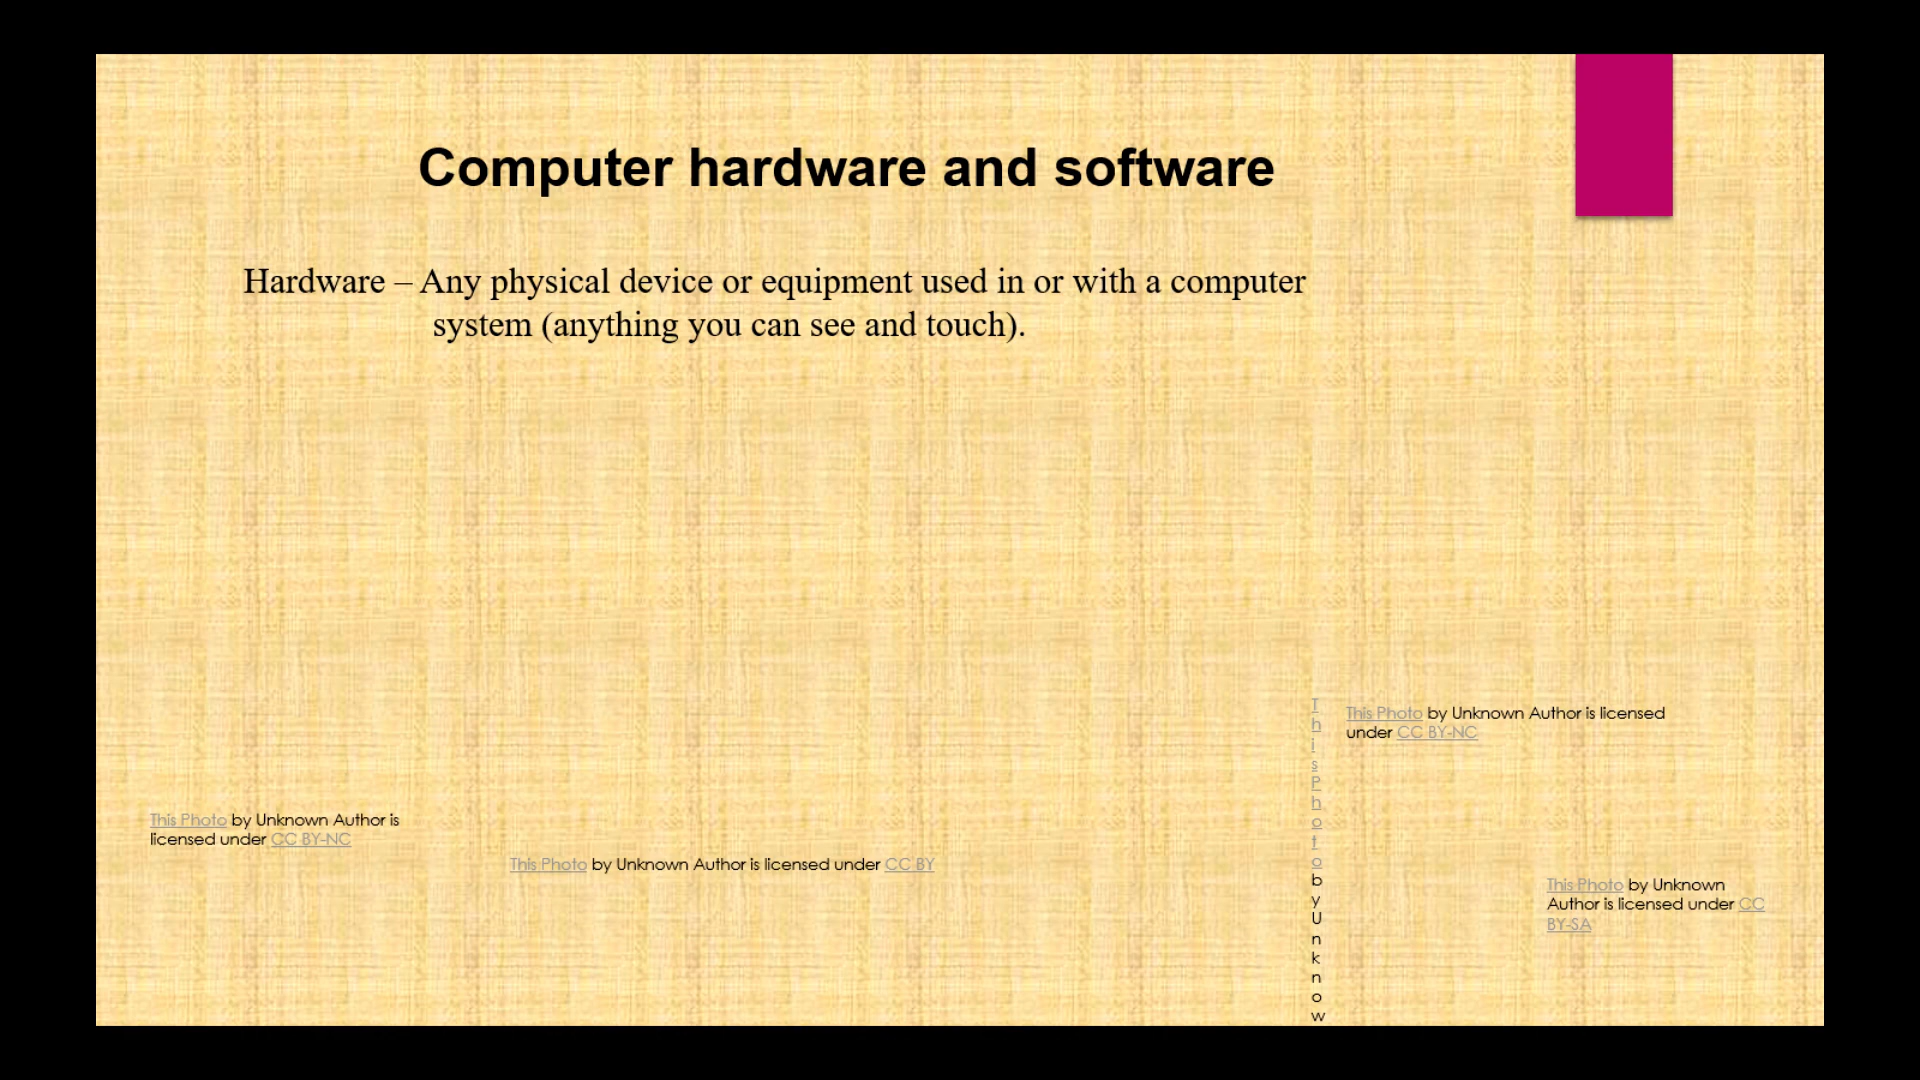 Computer hardware and software
Hardware – Any physical device or equipment used in or with a computer
system (anything you can see and touch).
This Photo by Unknown Author is licensed
under CC BY-NC
This Photo by Unknown Author is
licensed under CC BY-NC
This Photo by Unknown Author is licensed under CC BY
This Photo by Unknow
This Photo by Unknown
Author is licensed under CC
BY-SA